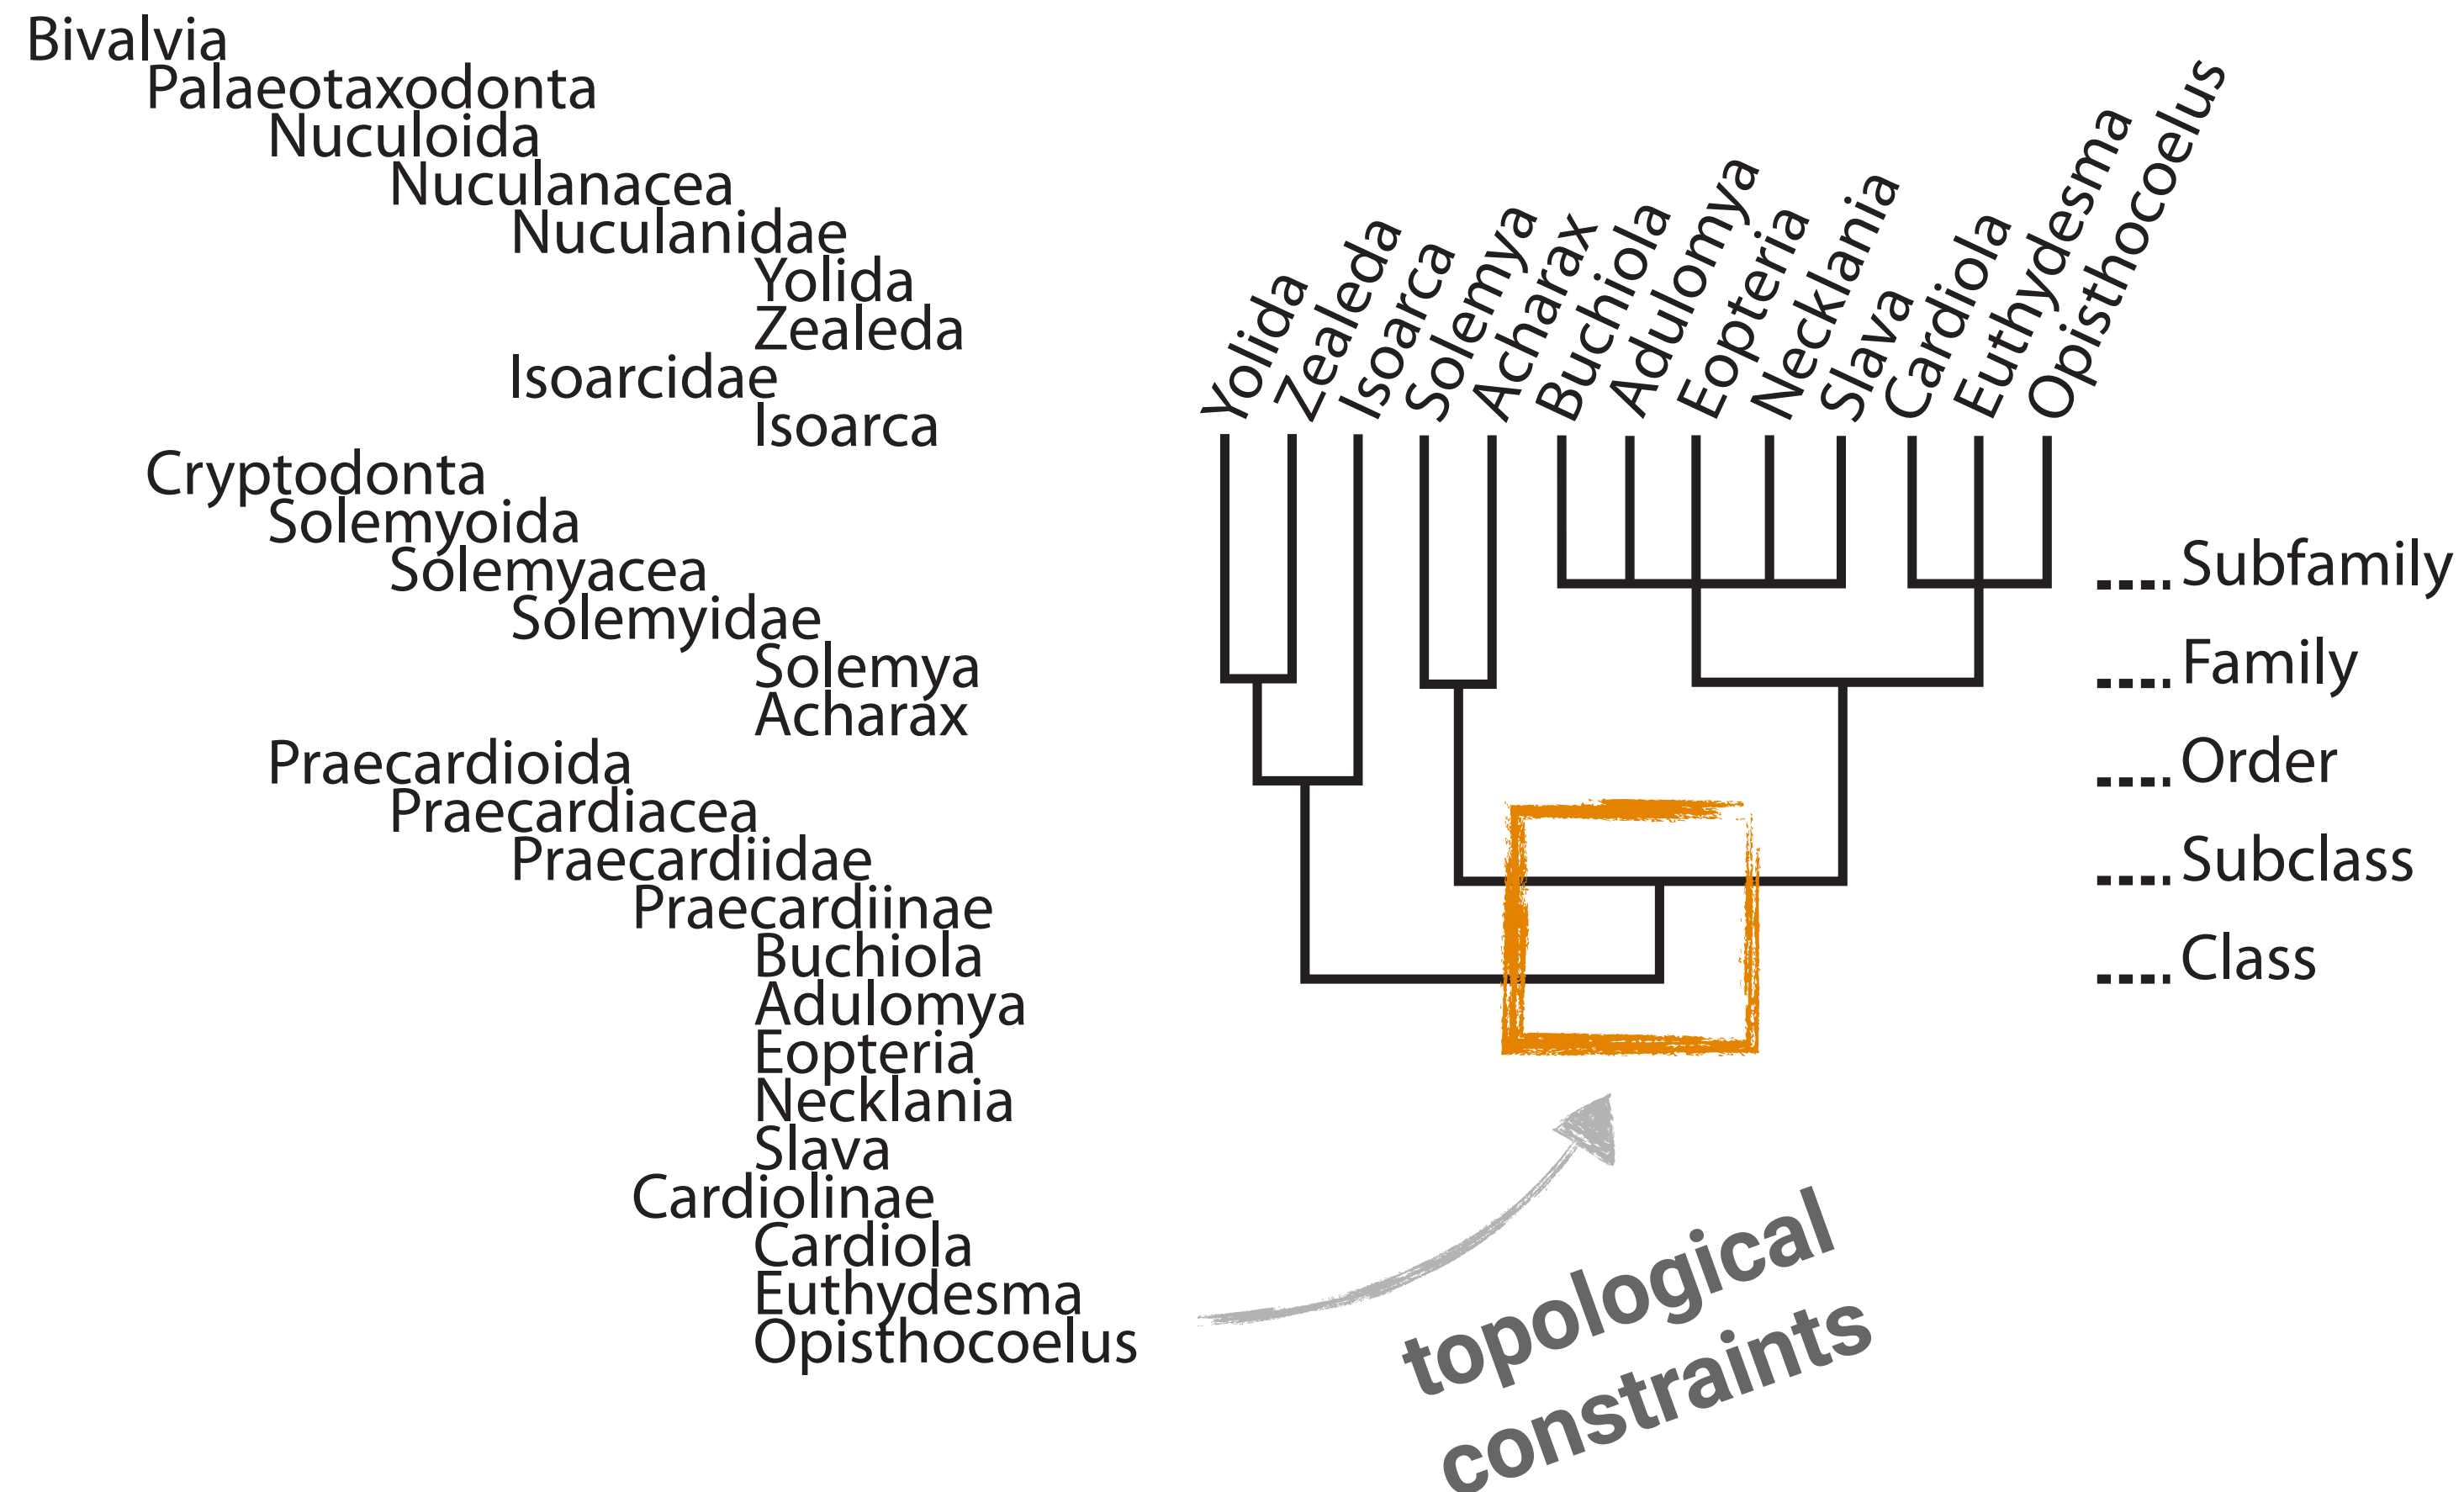 Bivalvia
Palaeotaxodonta
Nuculoida
Nuculanacea
Nuculanidae
Yolida
Zealeda
Isoarcidae
Isoarca
Cryptodonta
Solemyoida
Solemyacea
Solemyidae
Solemya
Acharax
Praecardioida
Praecardiacea
Praecardiidae
Praecardiinae
Buchiola
Adulomya
Eopteria
Necklania
Slava
Cardiolinae
Cardiola
Euthydesma
Opisthocoelus
Yoliida
Zealeda
Isoarca
Solemya
Acharax
Buchiola
Adulomya
Eopteria
Necklania
Slava
Cardiola
Euthydesma
Opisthocoelus
Subfamily
Family
Order
Subclass
Class
topological
constraints